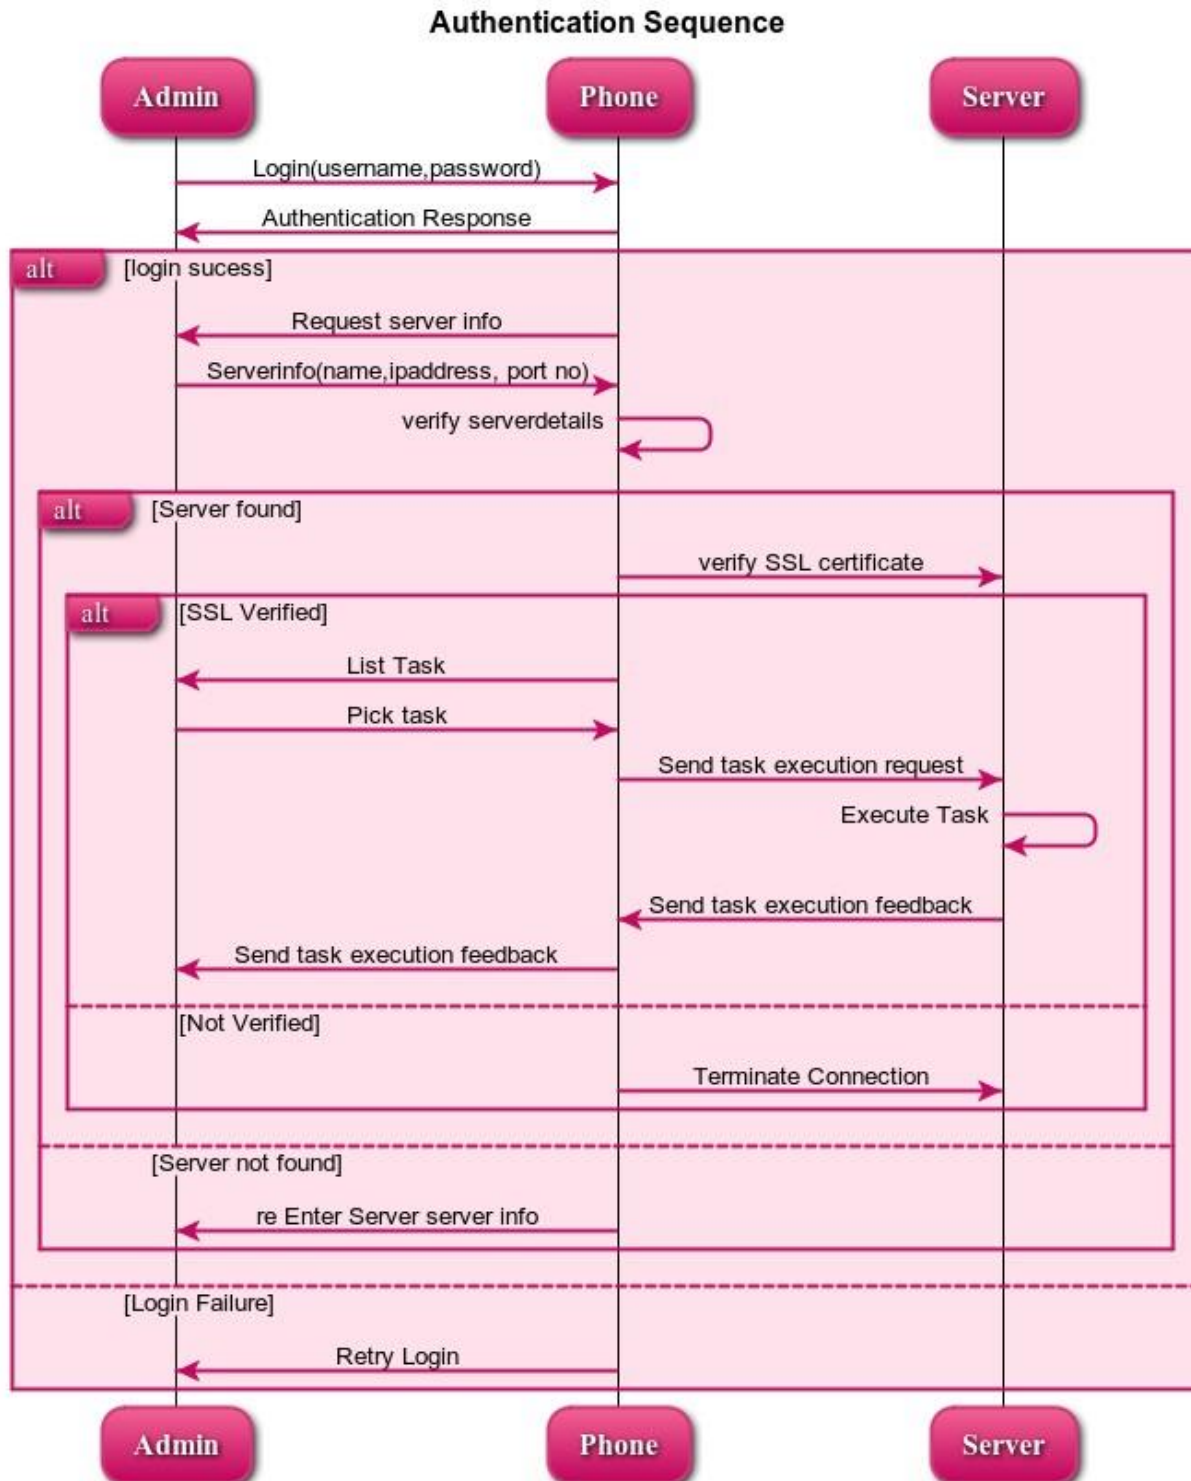 Authentication Sequence
Admin Phone Server
Login(username,password)
Authentication Response
alt [login sucess]
Request server info
Serverinfo(name,ipaddress, port no)
verify serverdetails
alt [Server found]
verify SSL certificate
alt [SSL Verified]
List Task
Pick task
Send task execution request
Execute Task
Send task execution feedback
Send task execution feedback
[Not Verified]
Terminate Connection
[Server not found]
re Enter Server server info
[Login Failure]
Retry Login
Admin Phone Server